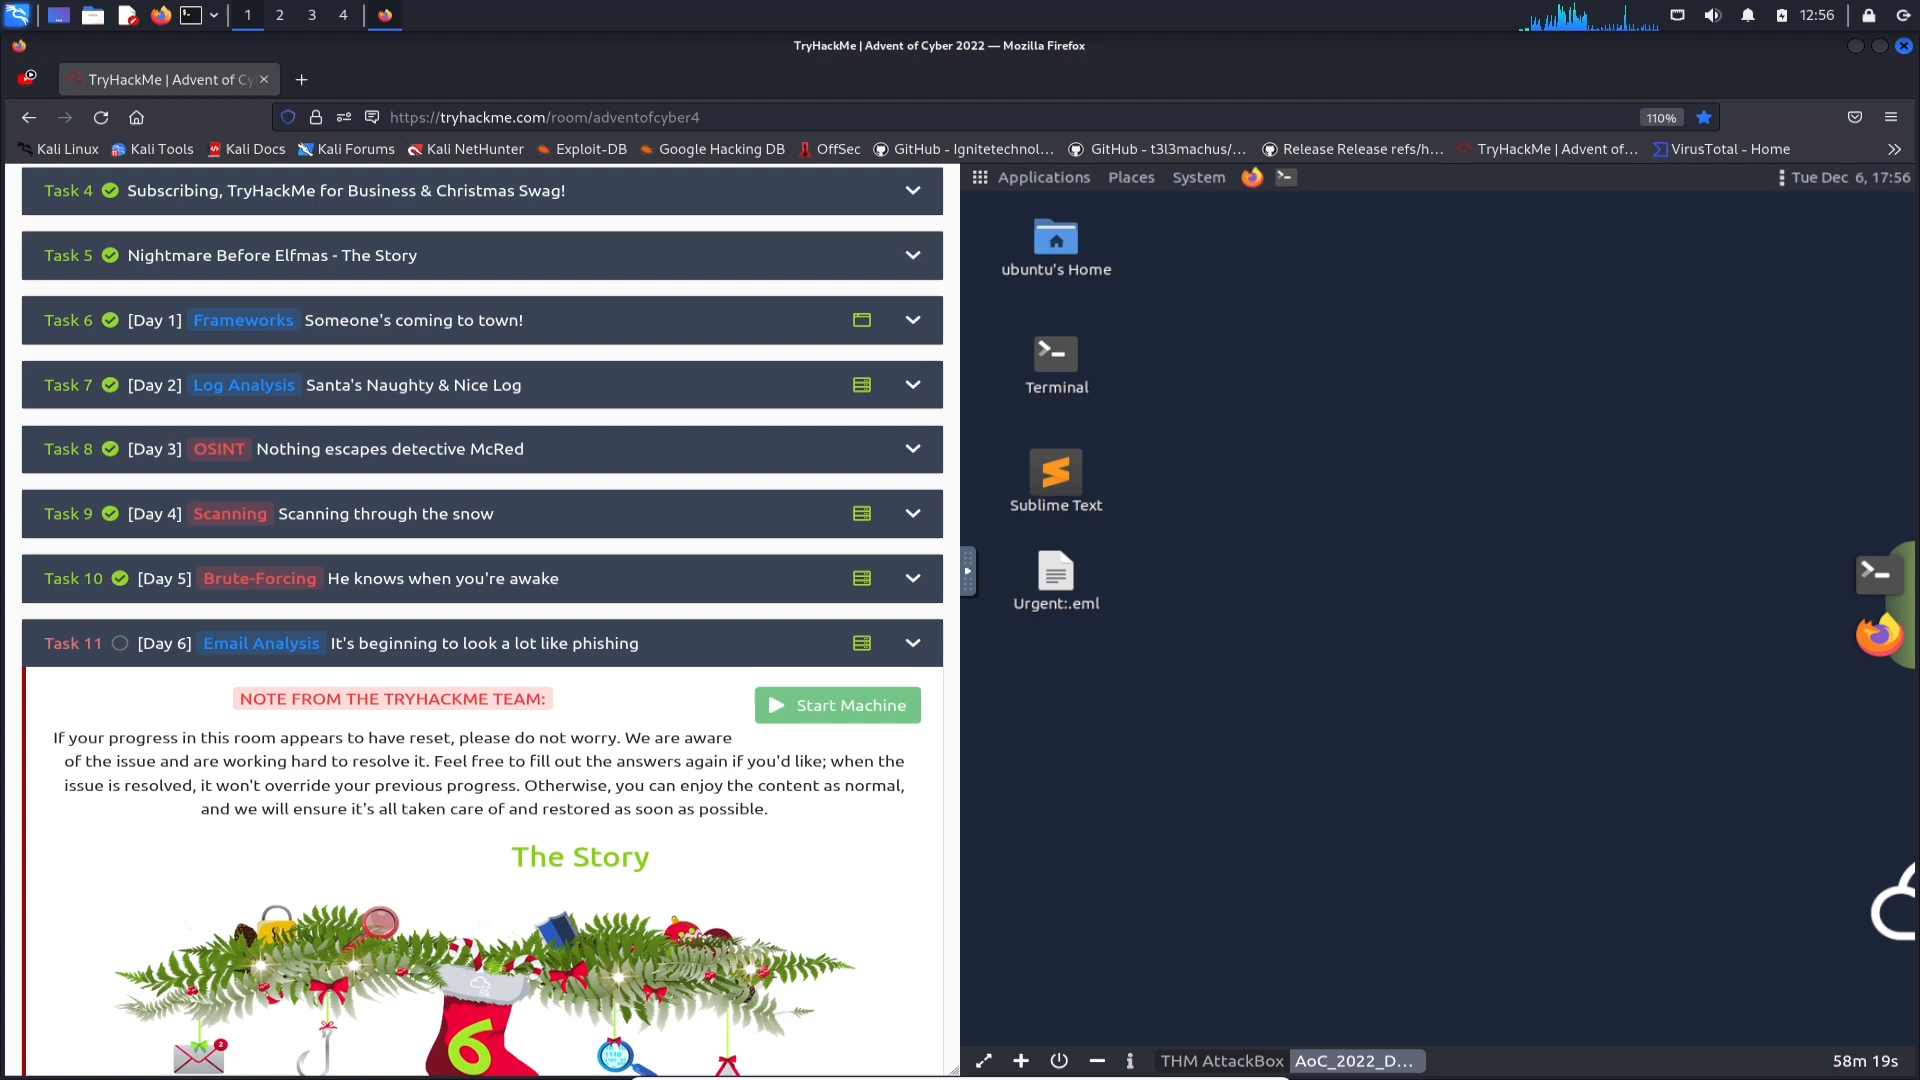 1 2 3 4 12:56
TryHackMe | Advent of Cyber 2022 — Mozilla Firefox
TryHackMe | Advent of Cy
https://tryhackme.com/room/adventofcyber4 110%
Kali Linux Kali Tools Kali Docs Kali Forums Kali NetHunter Exploit-DB Google Hacking DB OffSec GitHub - Ignitetechnol... GitHub - t3l3machus/... Release Release refs/h... TryHackMe | Advent of... VirusTotal - Home
Task 4 Subscribing, TryHackMe for Business & Christmas Swag!
Task 5 Nightmare Before Elfmas - The Story
Task 6 [Day 1] Frameworks Someone's coming to town!
Task 7 [Day 2] Log Analysis Santa's Naughty & Nice Log
Task 8 [Day 3] OSINT Nothing escapes detective McRed
Task 9 [Day 4] Scanning Scanning through the snow
Task 10 [Day 5] Brute-Forcing He knows when you're awake
Task 11 [Day 6] Email Analysis It's beginning to look a lot like phishing
NOTE FROM THE TRYHACKME TEAM:
Start Machine
If your progress in this room appears to have reset, please do not worry. We are aware
of the issue and are working hard to resolve it. Feel free to fill out the answers again if you'd like; when the
issue is resolved, it won't override your previous progress. Otherwise, you can enjoy the content as normal,
and we will ensure it's all taken care of and restored as soon as possible.
The Story
6
2
Applications Places System Tue Dec 6, 17:56
ubuntu's Home
Terminal
Sublime Text
Urgent:.eml
THM AttackBox AoC_2022_D... 58m 19s